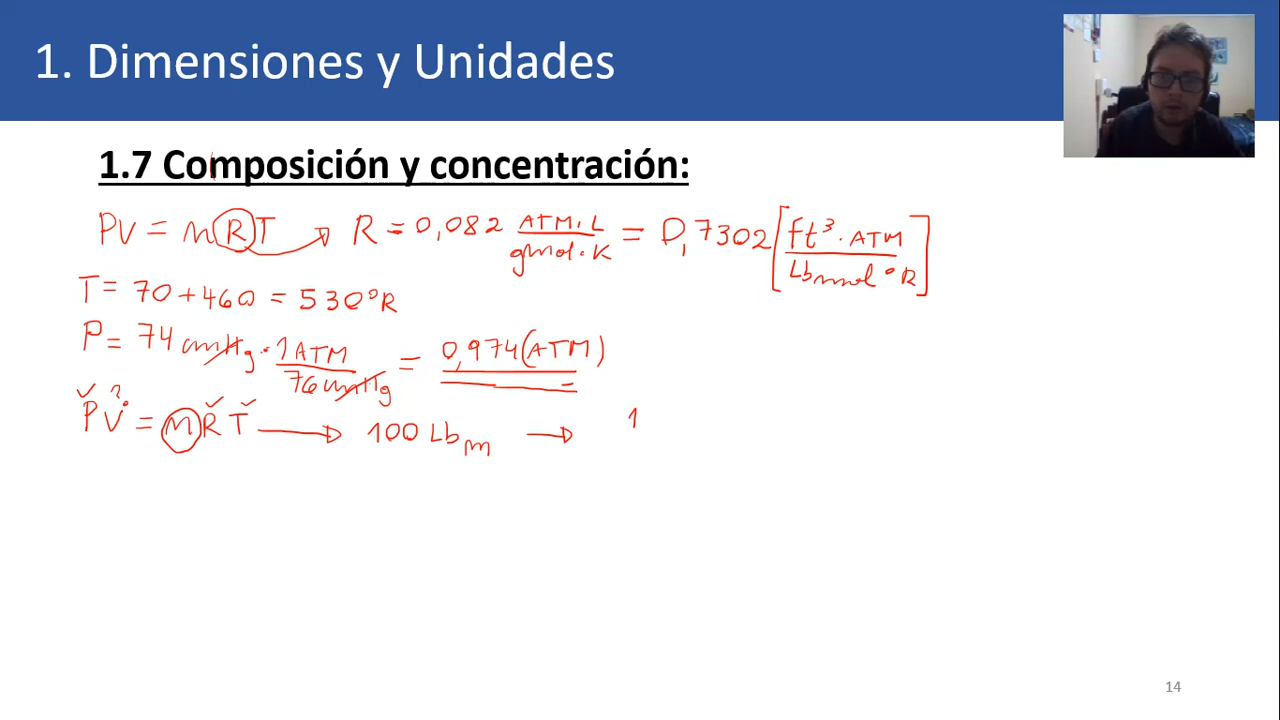 1. Dimensiones y Unidades
1.7 Composición y concentración:
PV = nRT → R = 0,082 ATM.L / gmol.K = 0,7302 [ft³.ATM / Lbmol °R]
T = 70 + 460 = 530°R
P = 74 cmHg . 1 ATM / 76 cmHg = 0,974 (ATM)
✓ ? ✓ ✓
PV = nRT → 100 Lbm → 1
14